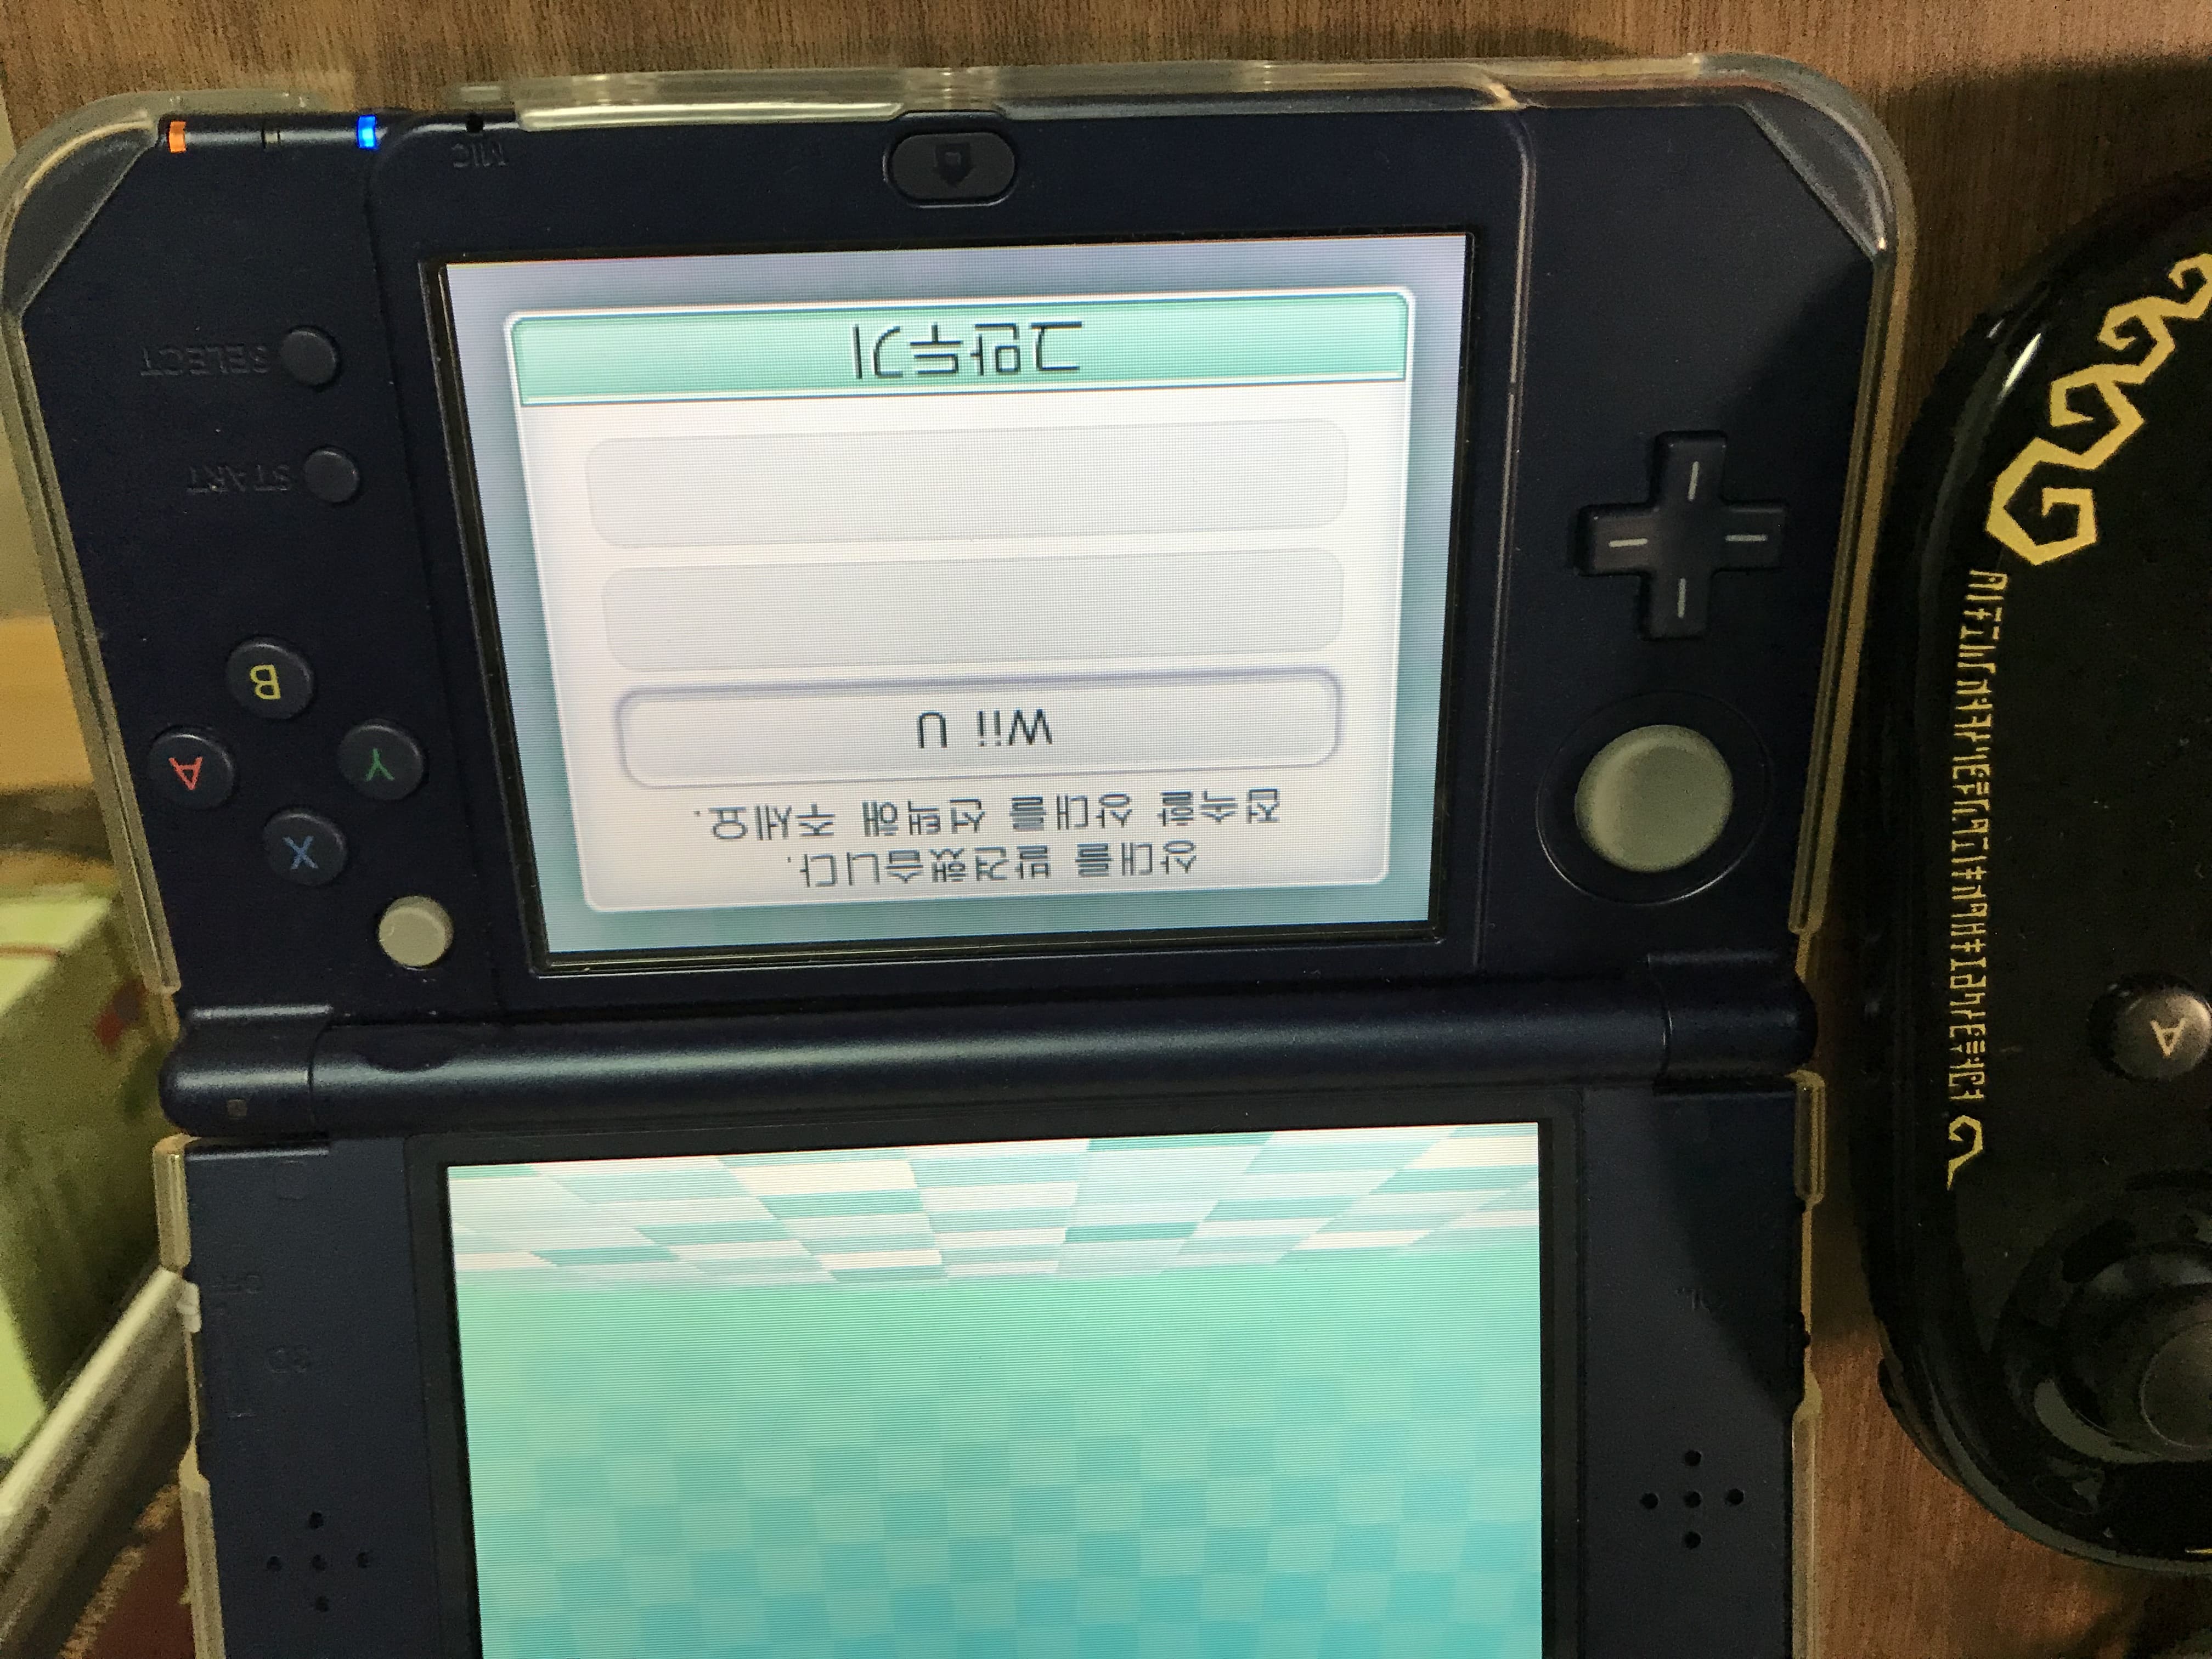 상대를 발견했습니다.
접속할 상대를 선택해 주세요.
Wii U
그만두기
A
X
Y
A
B
START
SELECT
MIC